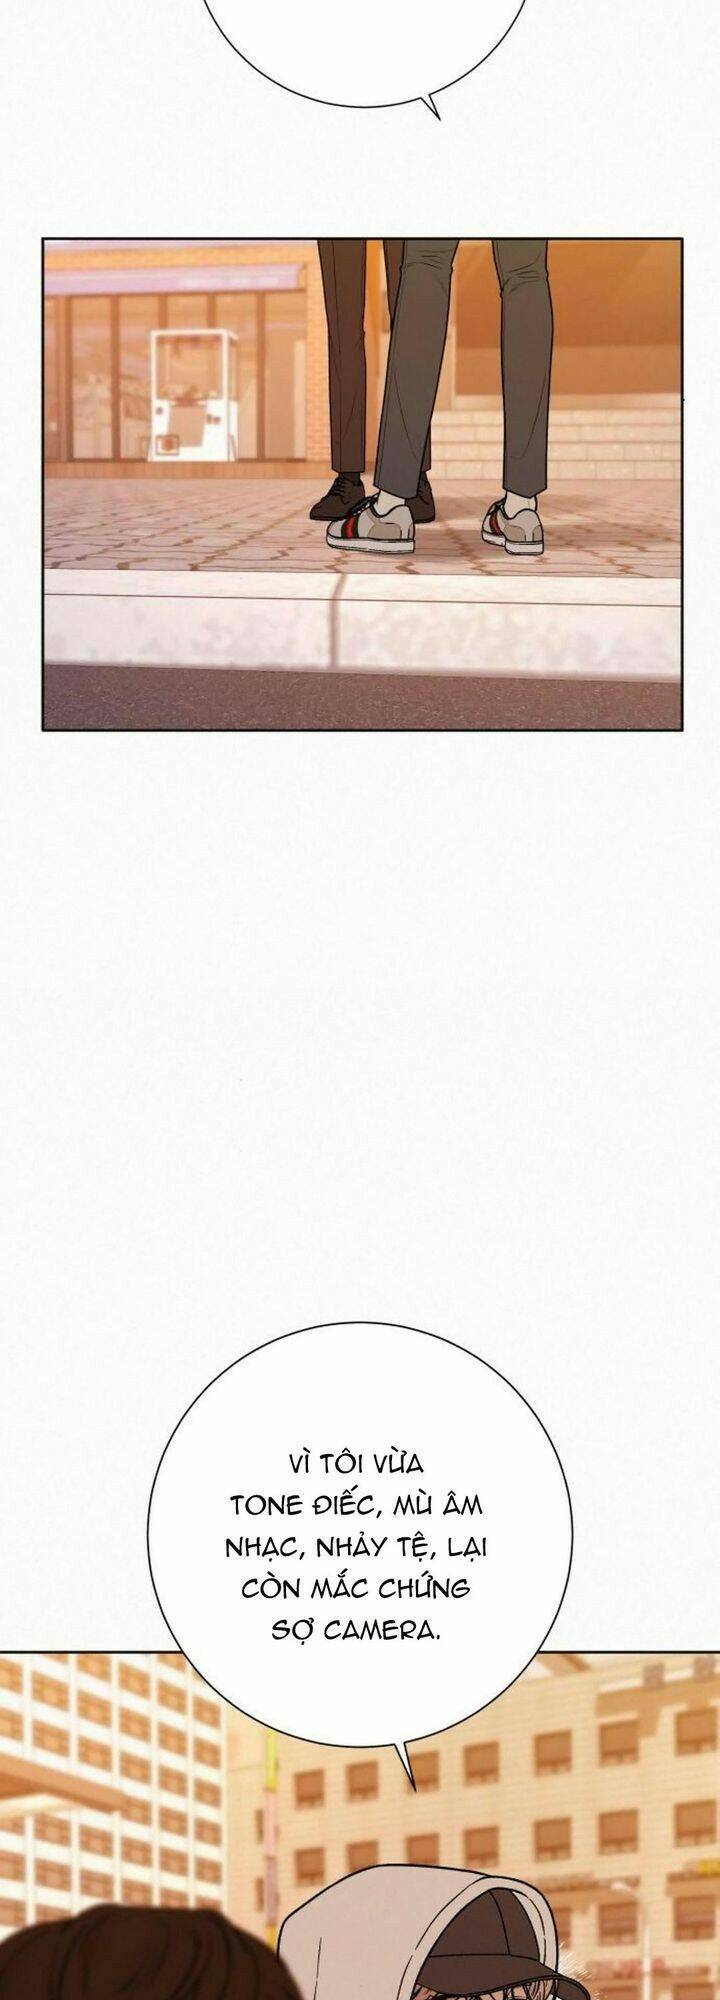 VÌ TÔI VỪA
TONE ĐIẾC, MÙ ÂM
NHẠC, NHẢY TỆ, LẠI
CÒN MẮC CHỨNG
SỢ CAMERA.